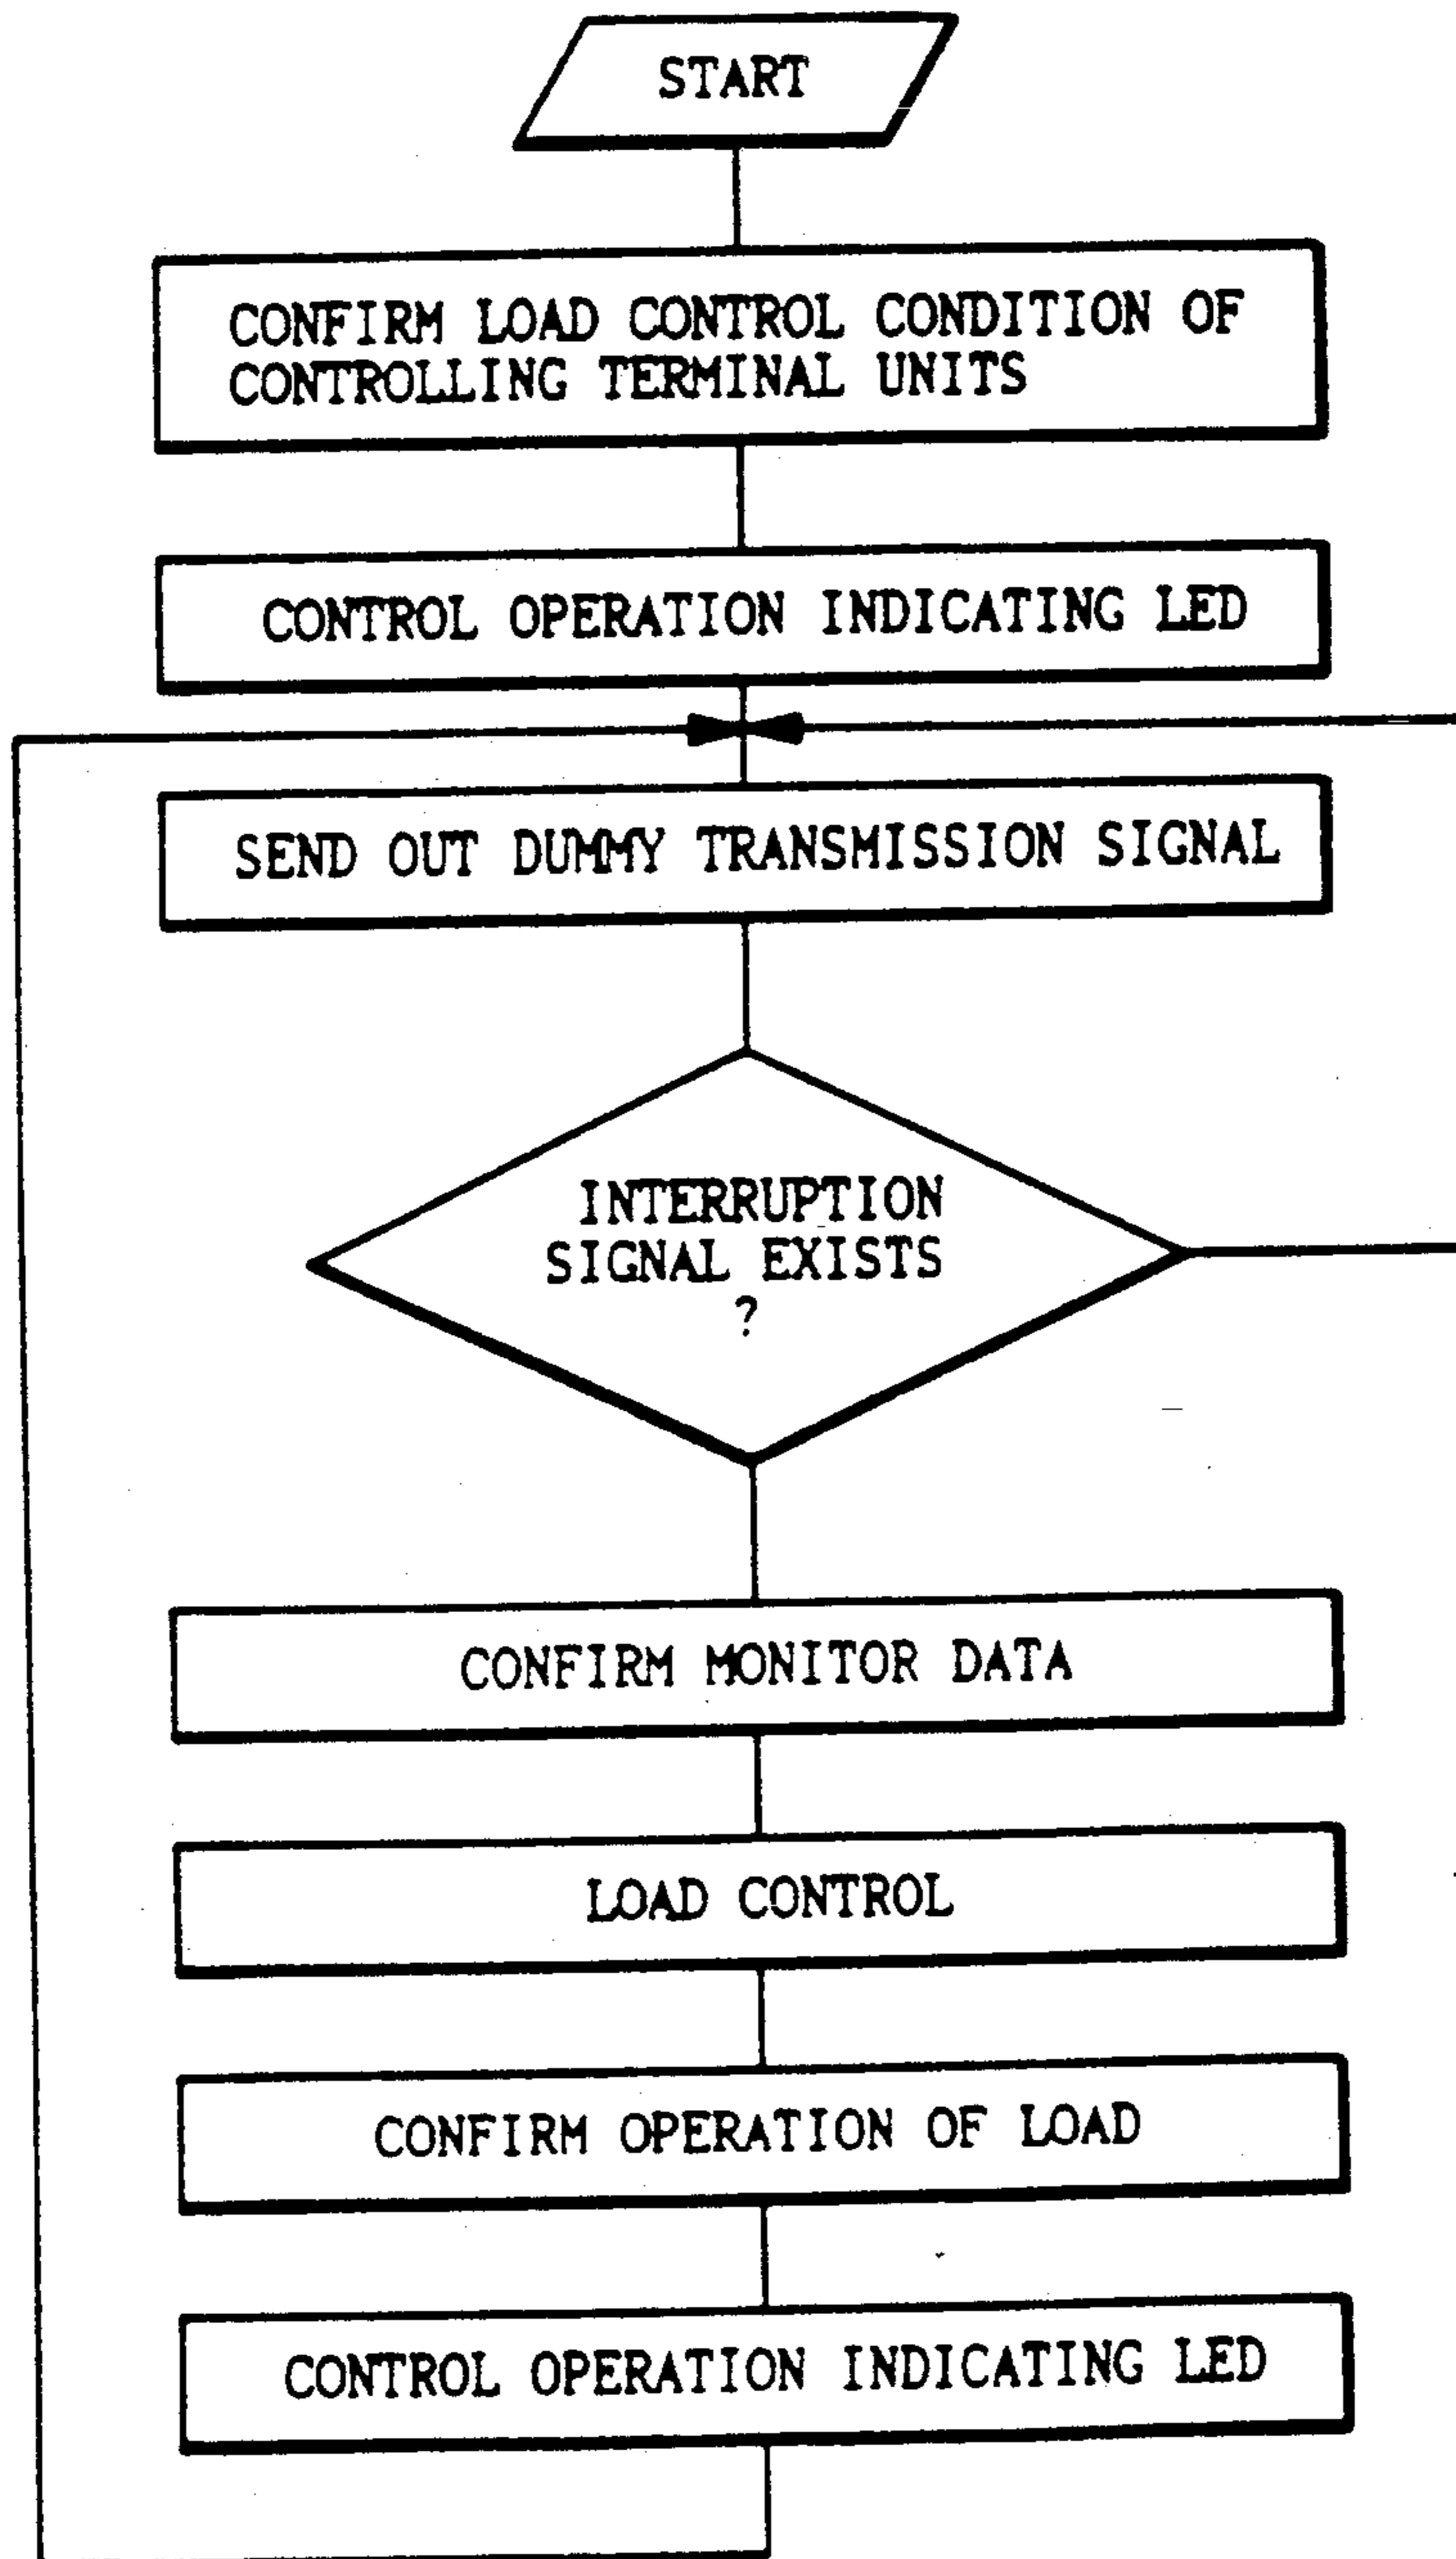 START
CONFIRM LOAD CONTROL CONDITION OF
CONTROLLING TERMINAL UNITS
CONTROL OPERATION INDICATING LED
SEND OUT DUMMY TRANSMISSION SIGNAL
INTERRUPTION
SIGNAL EXISTS
?
CONFIRM MONITOR DATA
LOAD CONTROL
CONFIRM OPERATION OF LOAD
CONTROL OPERATION INDICATING LED